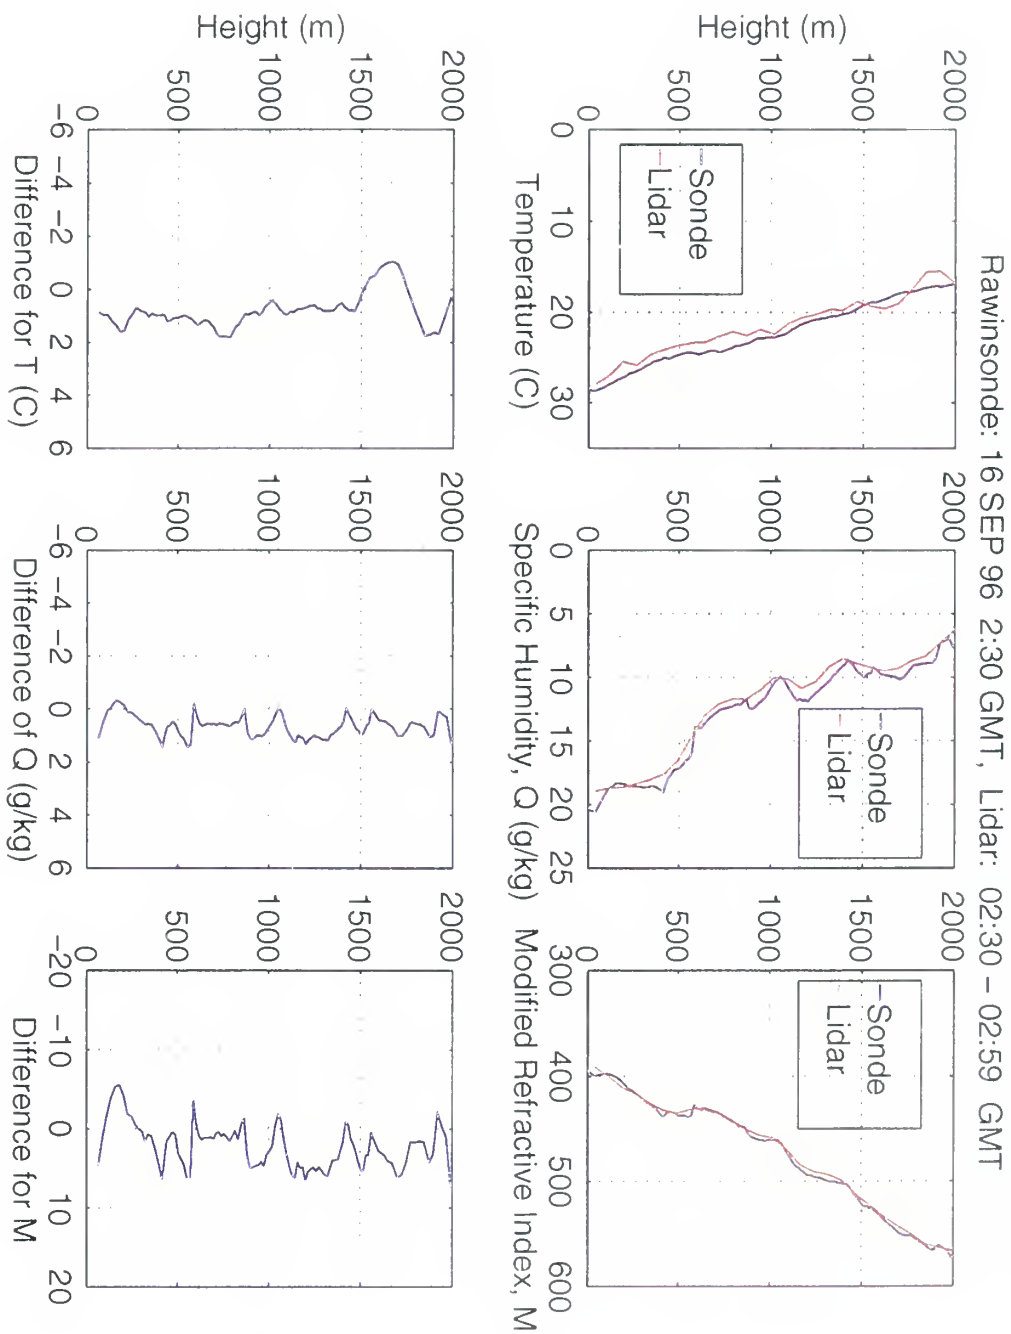 Rawinsonde: 16 SEP 96 2:30 GMT, Lidar: 02:30 – 02:59 GMT
Height (m)
2000
1500
1000
500
0
0 10 20 30
Temperature (C)
Sonde
Lidar
2000
1500
1000
500
0 5 10 15 20 25
Specific Humidity, Q (g/kg)
Sonde
Lidar
2000
1500
1000
500
300 400 500 600
Modified Refractive Index, M
Sonde
Lidar
Height (m)
2000
1500
1000
500
0
−6 −4 −2 0 2 4 6
Difference for T (C)
2000
1500
1000
500
−6 −4 −2 0 2 4 6
Difference of Q (g/kg)
2000
1500
1000
500
−20 −10 0 10 20
Difference for M